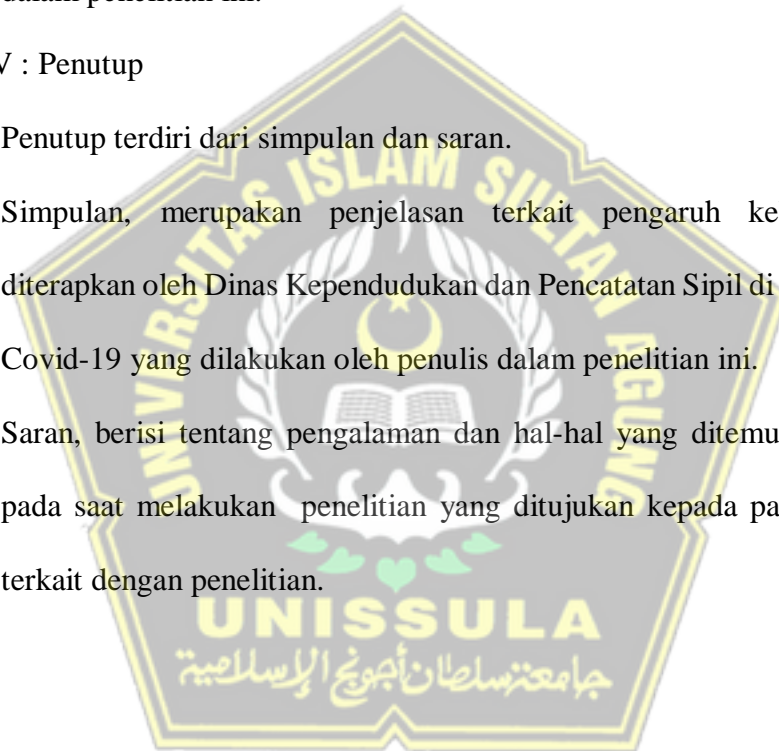 dalam penelitian ini.
V : Penutup
Penutup terdiri dari simpulan dan saran.
Simpulan, merupakan penjelasan terkait pengaruh ke
diterapkan oleh Dinas Kependudukan dan Pencatatan Sipil di
Covid-19 yang dilakukan oleh penulis dalam penelitian ini.
Saran, berisi tentang pengalaman dan hal-hal yang ditemu
pada saat melakukan penelitian yang ditujukan kepada pa
terkait dengan penelitian.
UNIVERSITAS ISLAM SULTAN AGUNG
UNISSULA
جامعتنسلطان أجونج الإسلامية